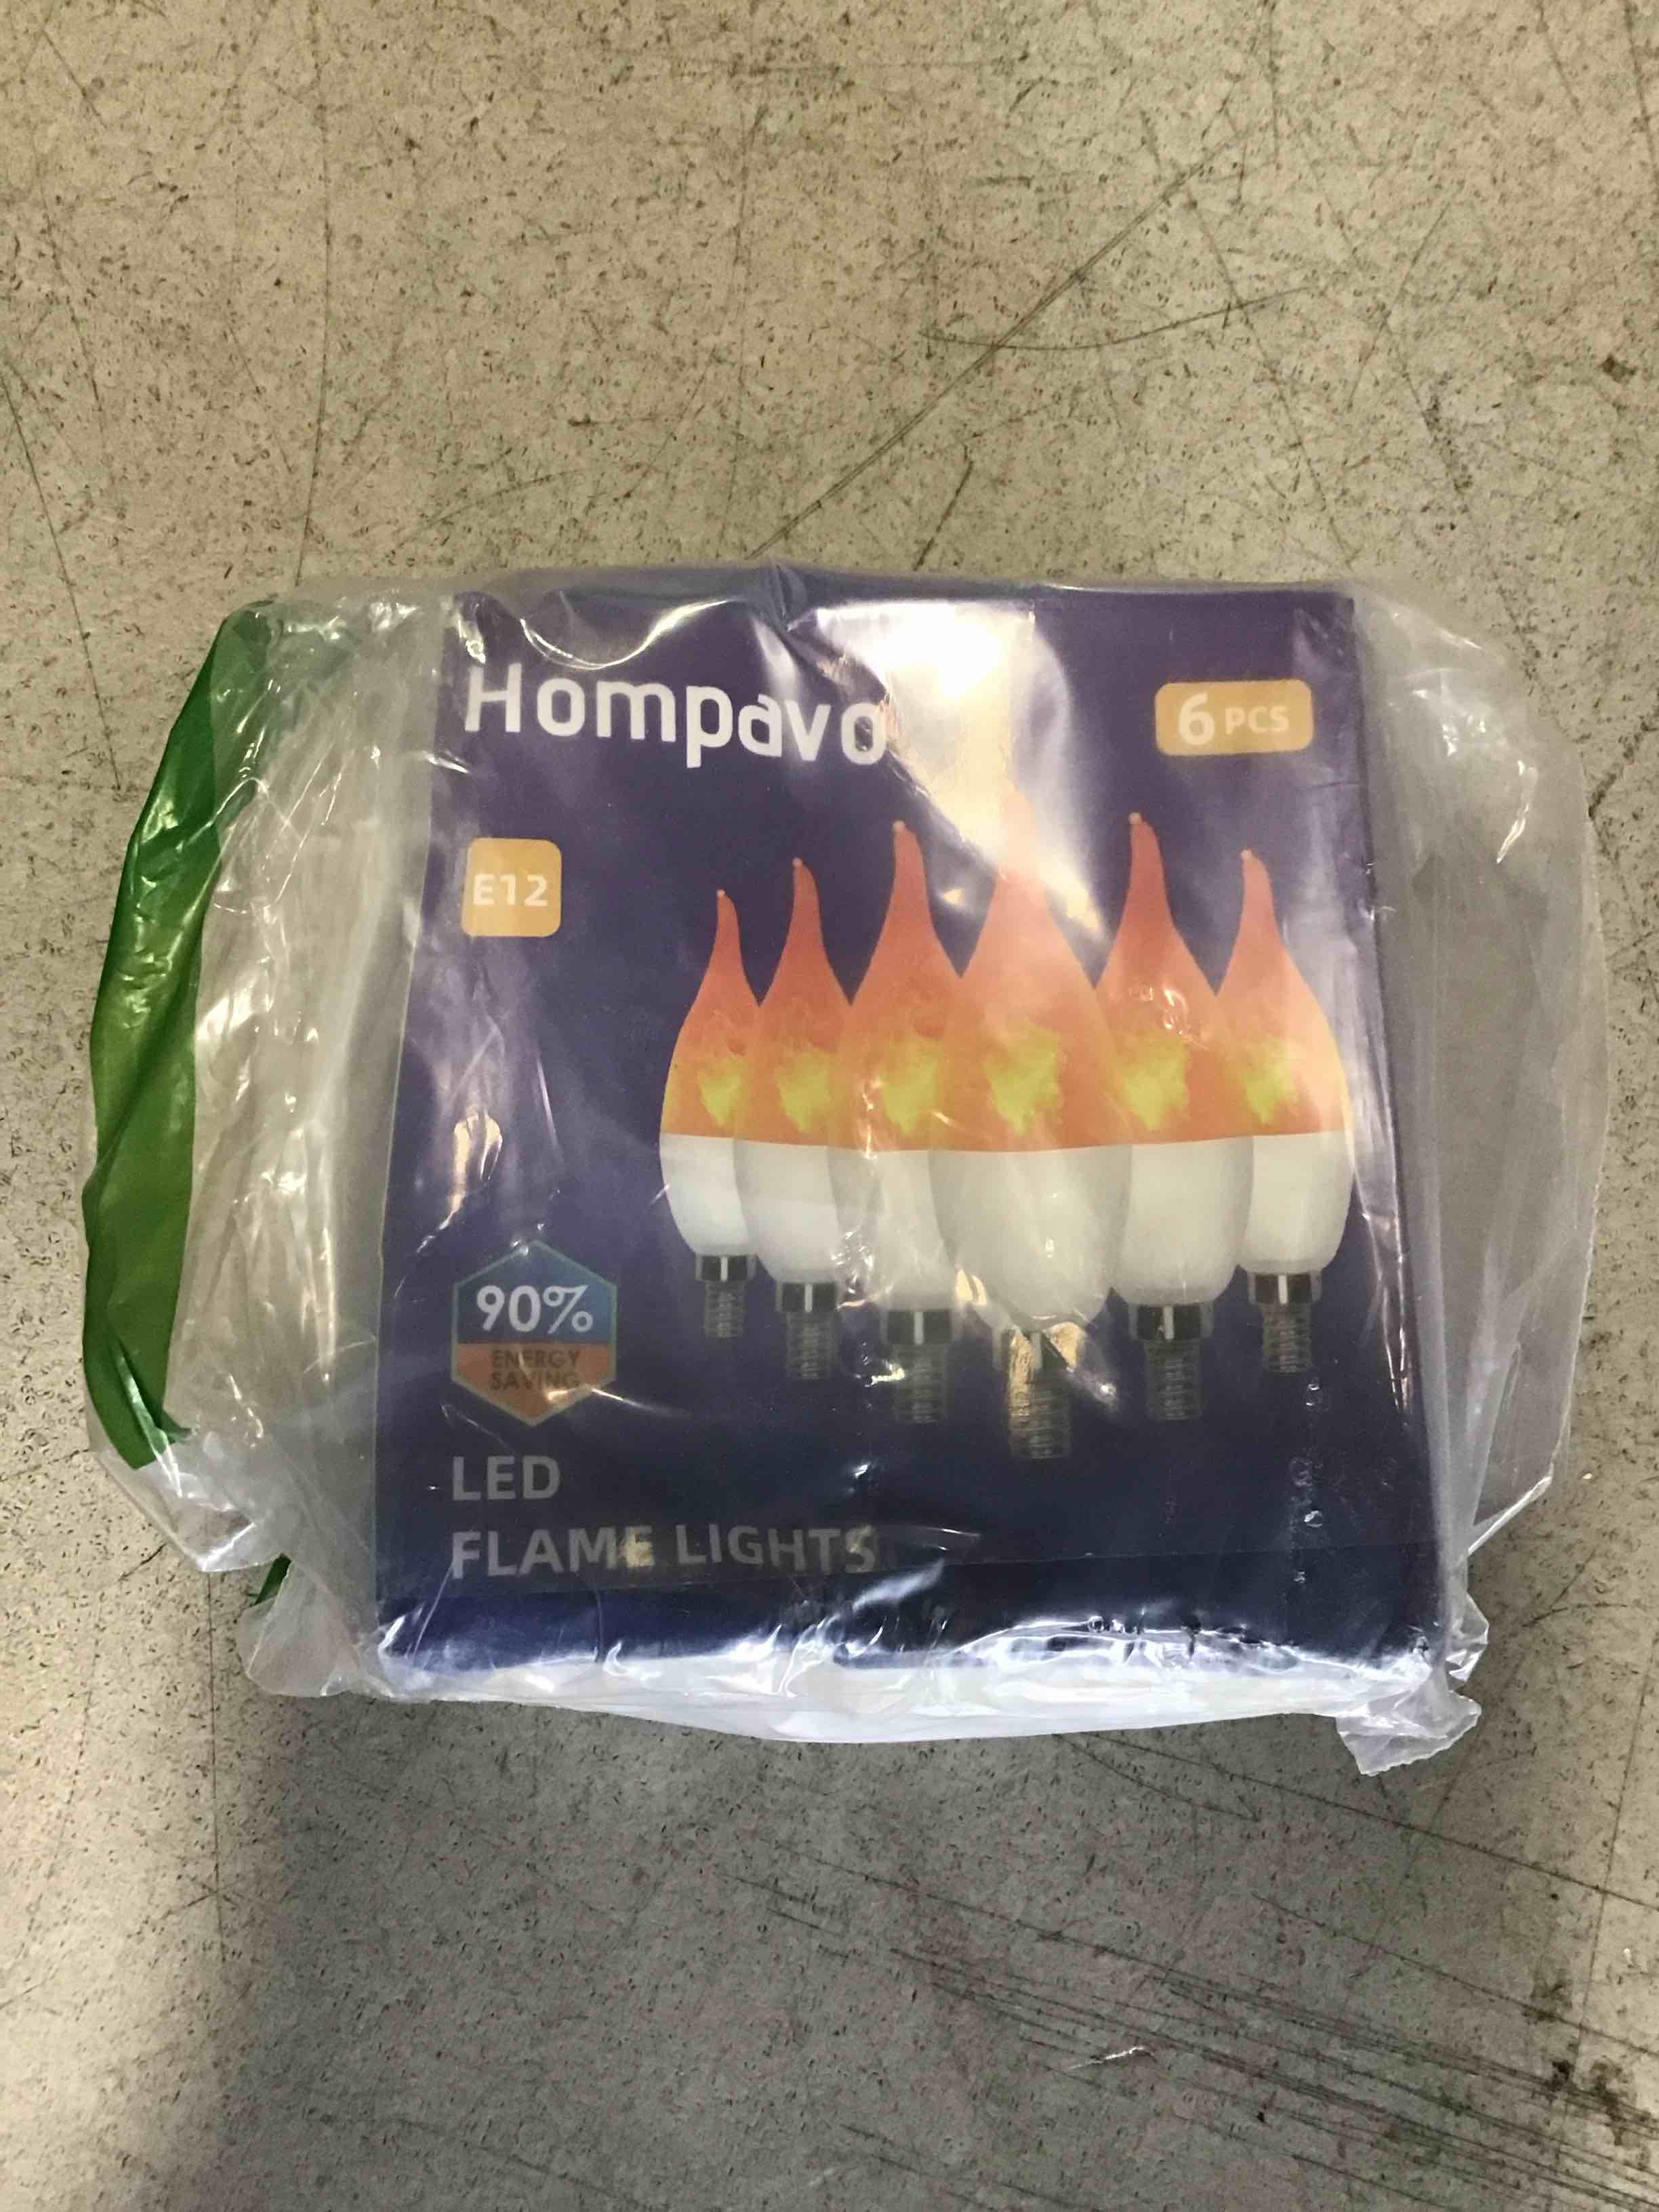 Hompavo
6 PCS
E12
90%
ENERGY
SAVING
LED
FLAME LIGHTS